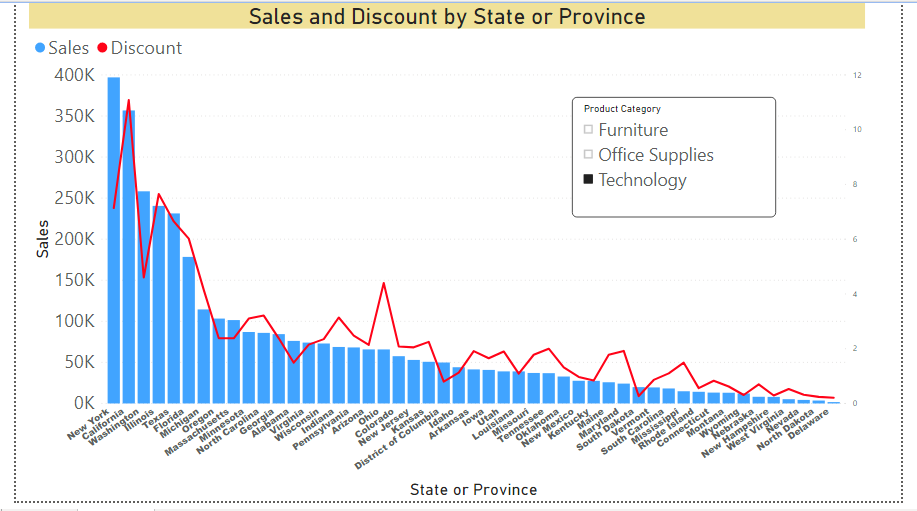 Sales and Discount by State or Province
Sales Discount
400K
350K
300K
250K
200K
150K
100K
50K
0K
Sales
12
10
8
6
4
2
0
Product Category
Furniture
Office Supplies
Technology
New York
California
Washington
Illinois
Texas
Florida
Michigan
Oregon
Massachusetts
Minnesota
North Carolina
Georgia
Alabama
Virginia
Wisconsin
Indiana
Pennsylvania
Arizona
Ohio
Colorado
New Jersey
Kansas
District of Columbia
Idaho
Arkansas
Iowa
Utah
Louisiana
Missouri
Tennessee
Oklahoma
New Mexico
Kentucky
Maine
Maryland
South Dakota
Vermont
South Carolina
Mississippi
Rhode Island
Connecticut
Montana
Wyoming
Nebraska
New Hampshire
West Virginia
Nevada
North Dakota
Delaware
State or Province